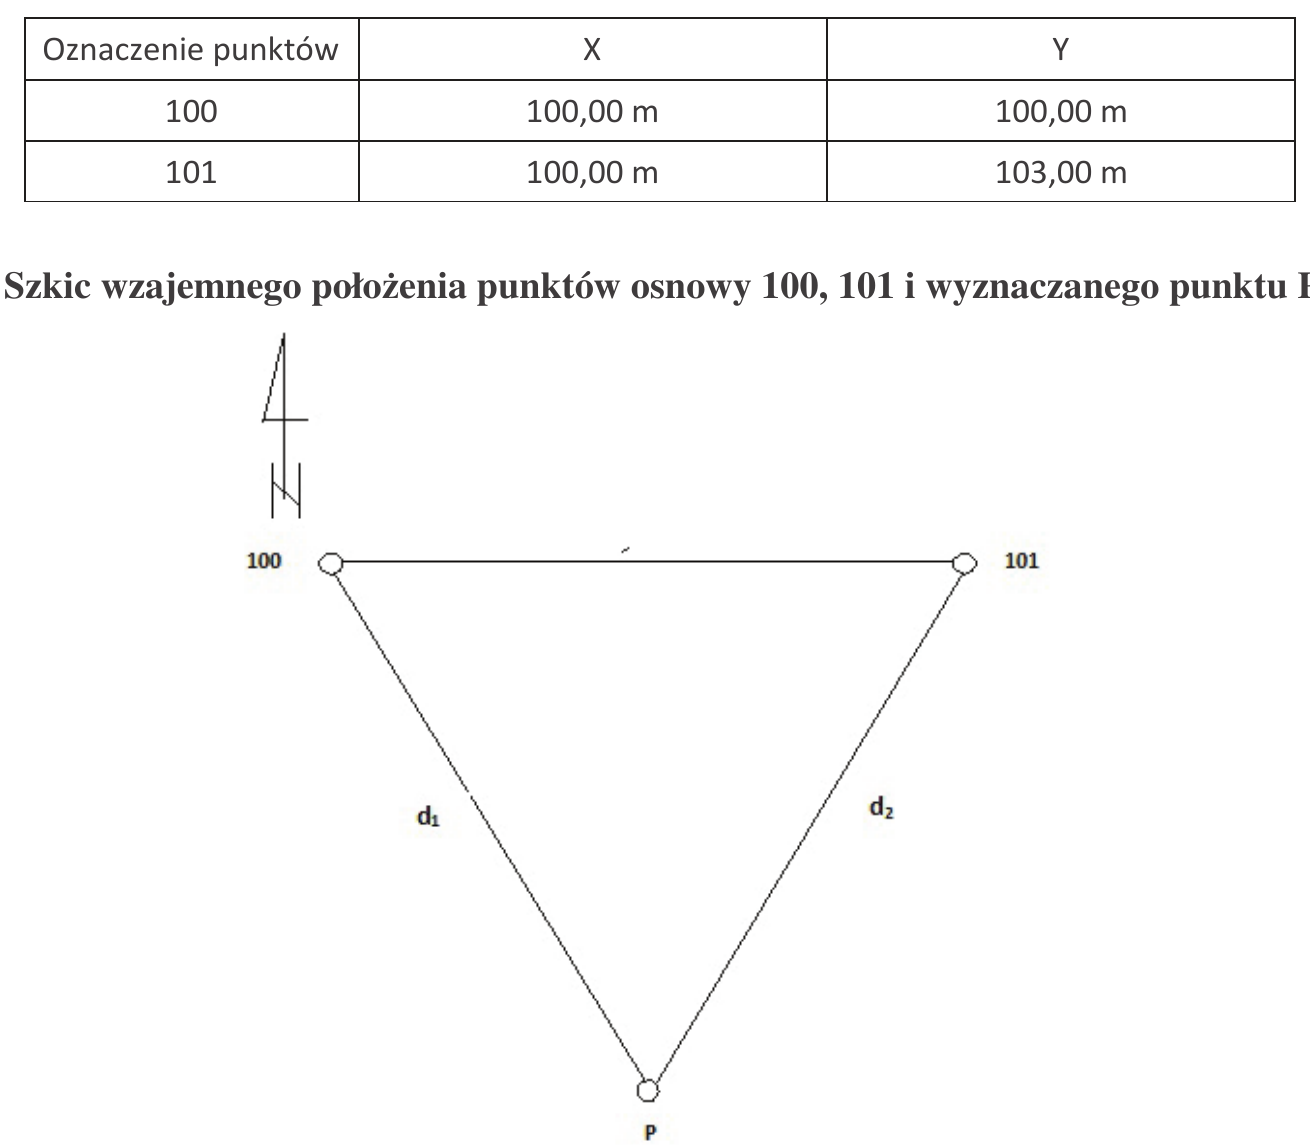 Oznaczenie punktów X Y
100 100,00 m 100,00 m
101 100,00 m 103,00 m
Szkic wzajemnego położenia punktów osnowy 100, 101 i wyznaczanego punktu
N
100 101
d₁ d₂
P